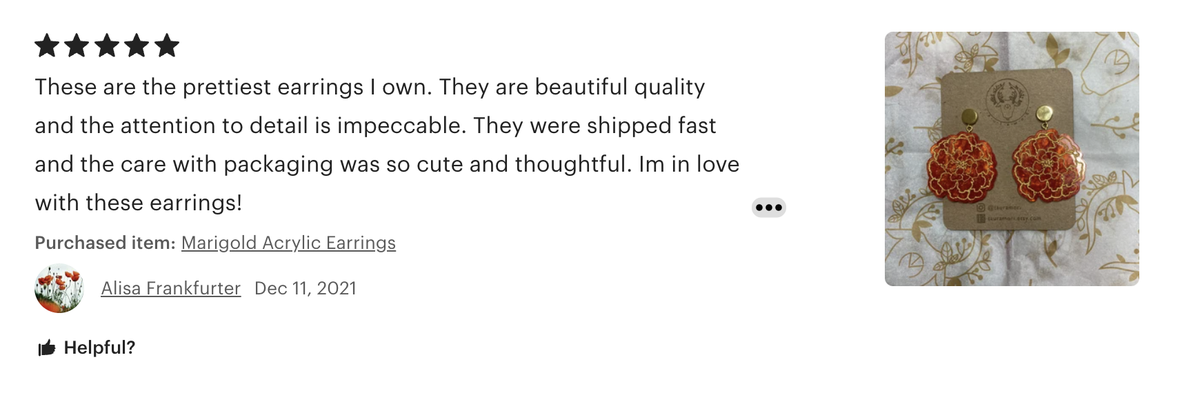 These are the prettiest earrings I own. They are beautiful quality
and the attention to detail is impeccable. They were shipped fast
and the care with packaging was so cute and thoughtful. Im in love
with these earrings!
Purchased item: Marigold Acrylic Earrings
Alisa Frankfurter Dec 11, 2021
Helpful?